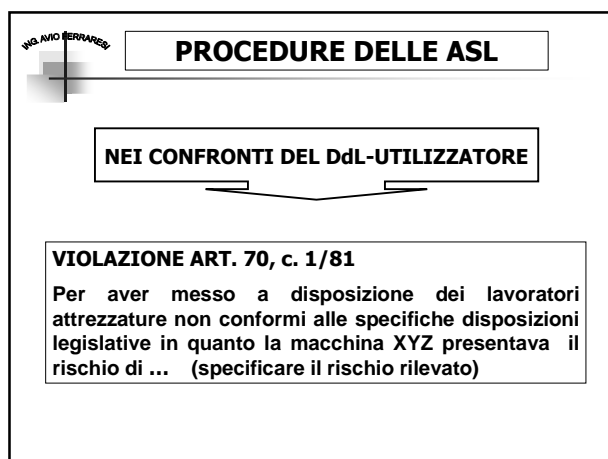 ING. AVIO FERRARESI
PROCEDURE DELLE ASL
NEI CONFRONTI DEL DdL-UTILIZZATORE
VIOLAZIONE ART. 70, c. 1/81
Per aver messo a disposizione dei lavoratori
attrezzature non conformi alle specifiche disposizioni
legislative in quanto la macchina XYZ presentava il
rischio di ... (specificare il rischio rilevato)